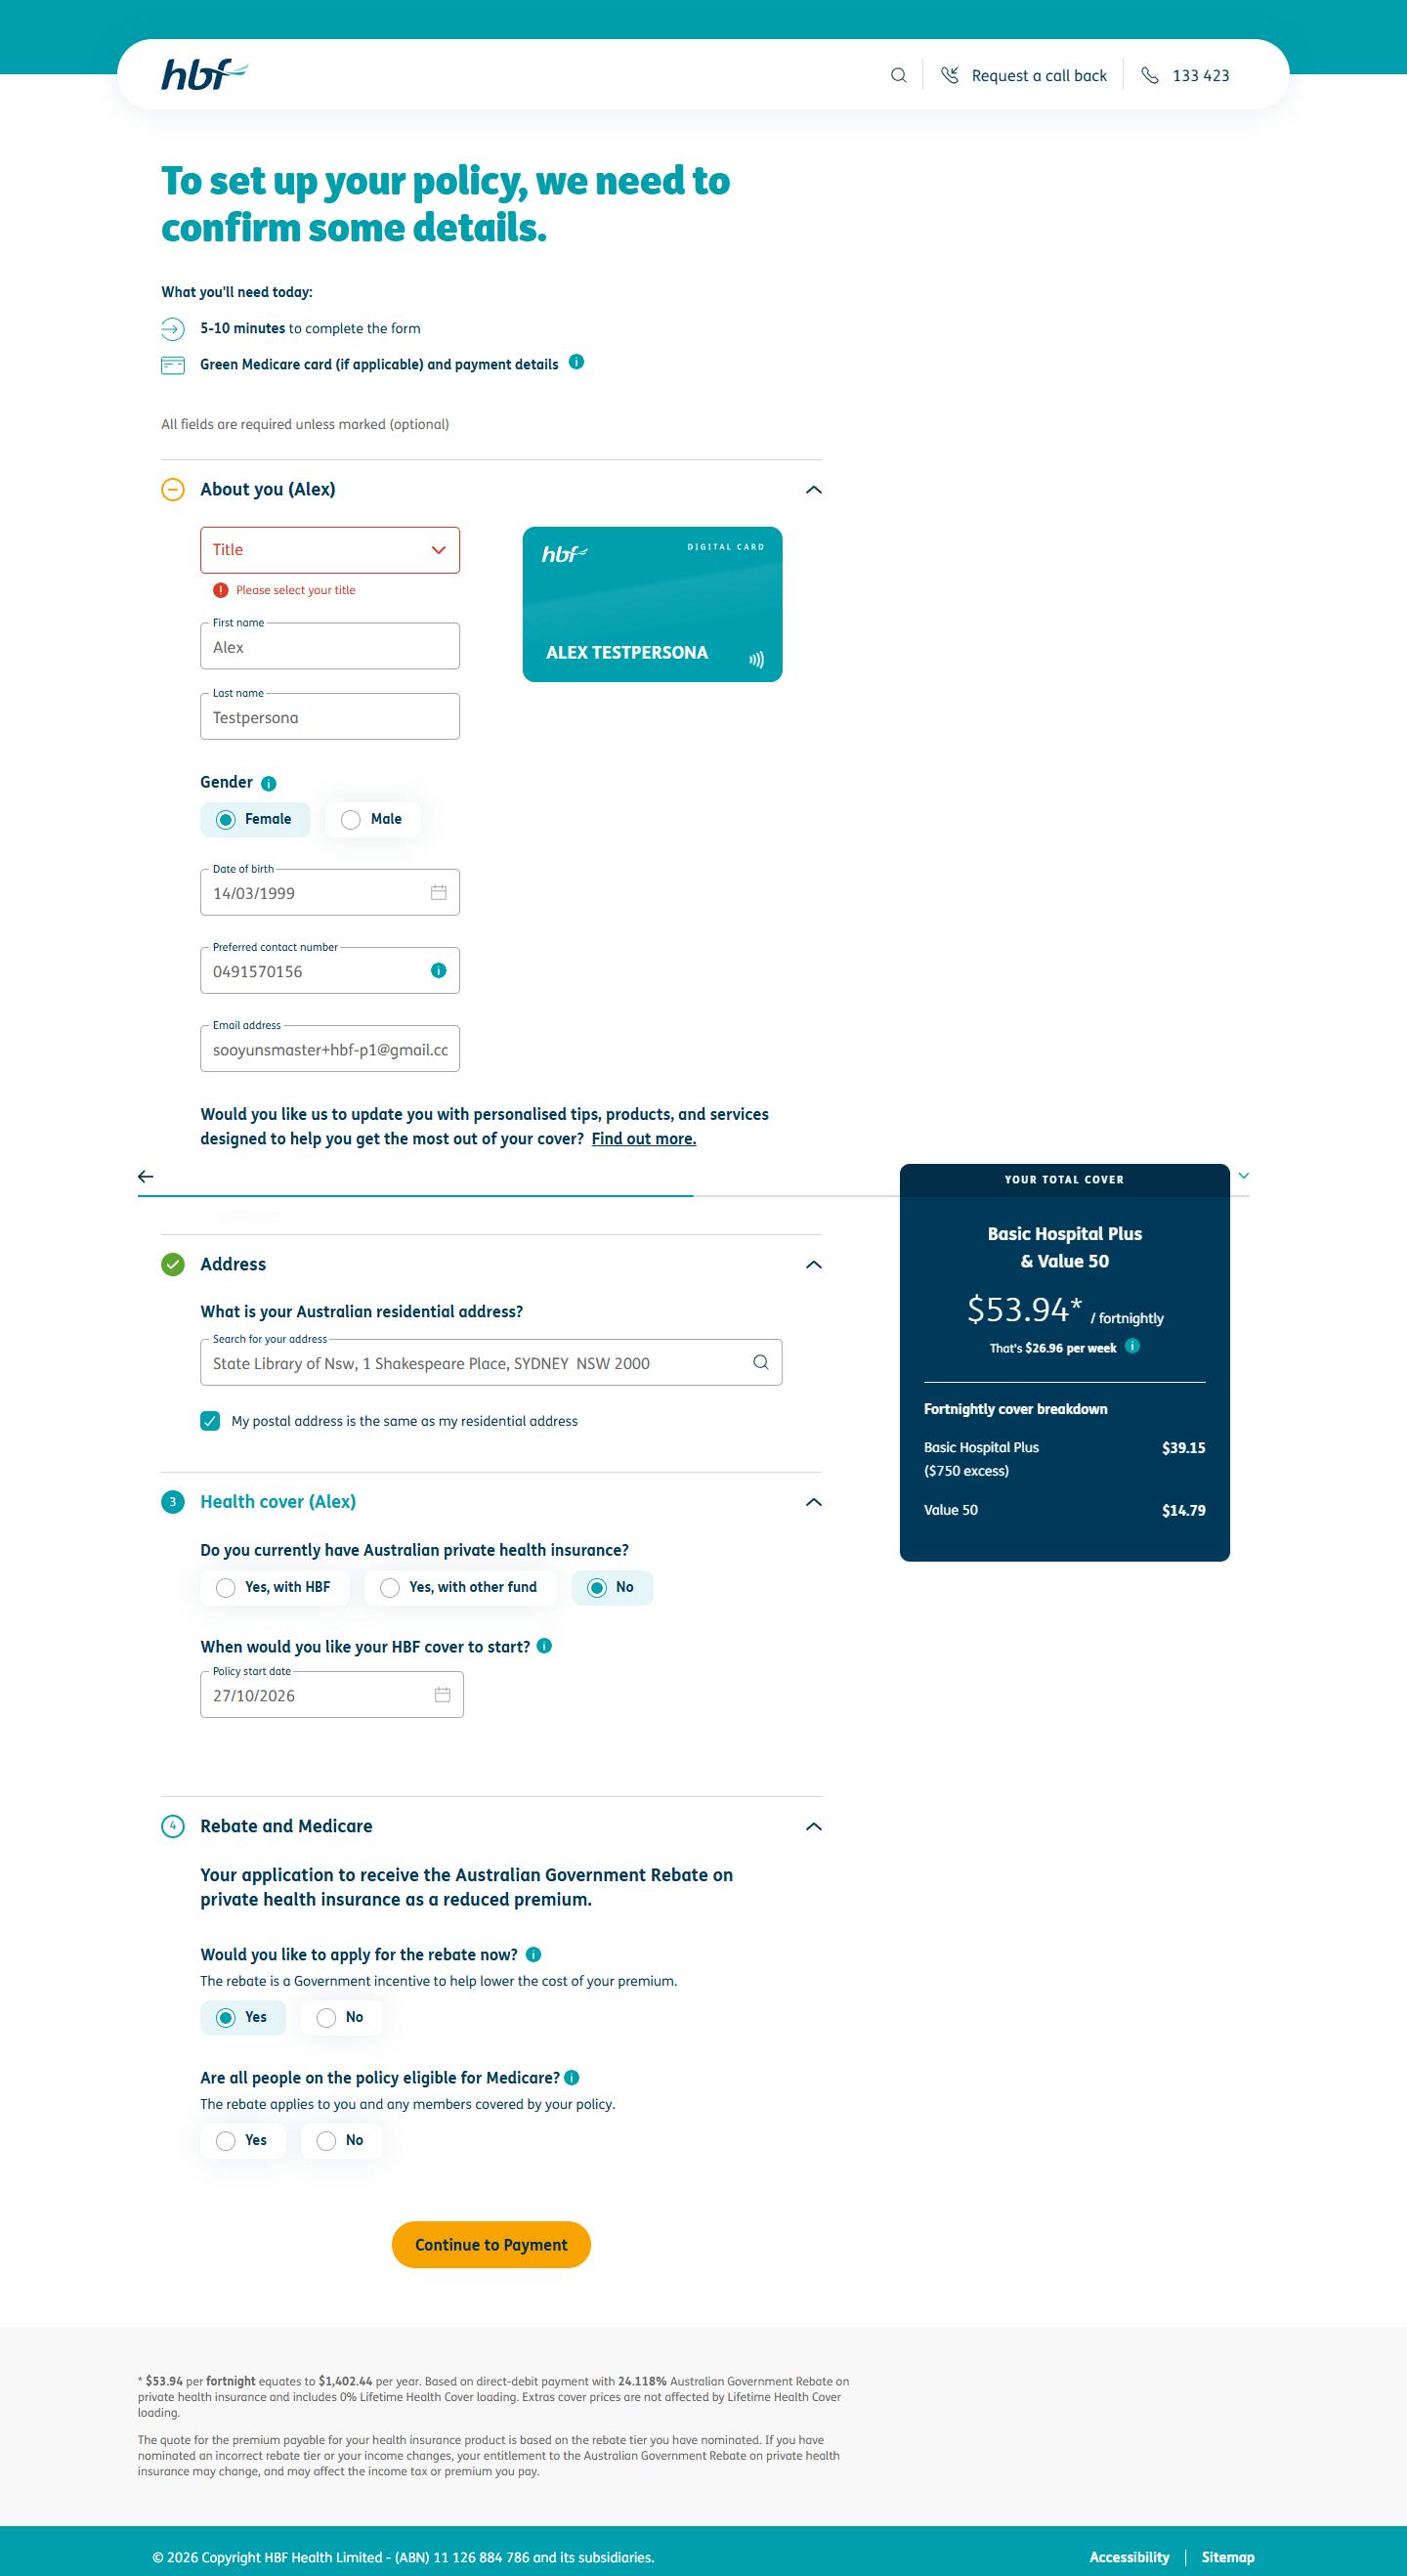 hbf
Request a call back
133 423
To set up your policy, we need to
confirm some details.
What you'll need today:
5-10 minutes to complete the form
Green Medicare card (if applicable) and payment details
All fields are required unless marked (optional)
About you (Alex)
Title
Please select your title
First name
Alex
Last name
Testpersona
hbf
DIGITAL CARD
ALEX TESTPERSONA
Gender
Female
Male
Date of birth
14/03/1999
Preferred contact number
0491570156
Email address
sooyunsmaster+hbf-p1@gmail.cc
Would you like us to update you with personalised tips, products, and services
designed to help you get the most out of your cover? Find out more.
Address
What is your Australian residential address?
Search for your address
State Library of Nsw, 1 Shakespeare Place, SYDNEY NSW 2000
My postal address is the same as my residential address
3
Health cover (Alex)
Do you currently have Australian private health insurance?
Yes, with HBF
Yes, with other fund
No
When would you like your HBF cover to start?
Policy start date
27/10/2026
YOUR TOTAL COVER
Basic Hospital Plus
& Value 50
$53.94* / fortnightly
That's $26.96 per week
Fortnightly cover breakdown
Basic Hospital Plus $39.15
($750 excess)
Value 50 $14.79
4
Rebate and Medicare
Your application to receive the Australian Government Rebate on
private health insurance as a reduced premium.
Would you like to apply for the rebate now?
The rebate is a Government incentive to help lower the cost of your premium.
Yes
No
Are all people on the policy eligible for Medicare?
The rebate applies to you and any members covered by your policy.
Yes
No
Continue to Payment
* $53.94 per fortnight equates to $1,402.44 per year. Based on direct-debit payment with 24.118% Australian Government Rebate on
private health insurance and includes 0% Lifetime Health Cover loading. Extras cover prices are not affected by Lifetime Health Cover
loading.
The quote for the premium payable for your health insurance product is based on the rebate tier you have nominated. If you have
nominated an incorrect rebate tier or your income changes, your entitlement to the Australian Government Rebate on private health
insurance may change, and may affect the income tax or premium you pay.
© 2026 Copyright HBF Health Limited - (ABN) 11 126 884 786 and its subsidiaries.
Accessibility
Sitemap